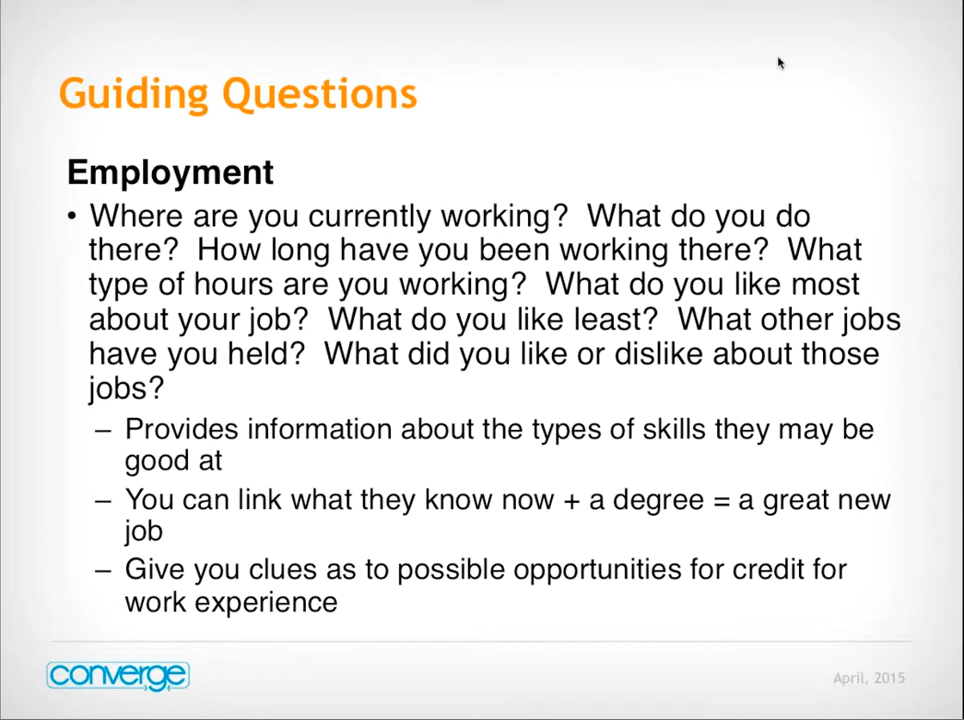 Guiding Questions
Employment
• Where are you currently working?  What do you do
there?  How long have you been working there?  What
type of hours are you working?  What do you like most
about your job?  What do you like least?  What other jobs
have you held?  What did you like or dislike about those
jobs?
– Provides information about the types of skills they may be
good at
– You can link what they know now + a degree = a great new
job
– Give you clues as to possible opportunities for credit for
work experience
converge
April, 2015